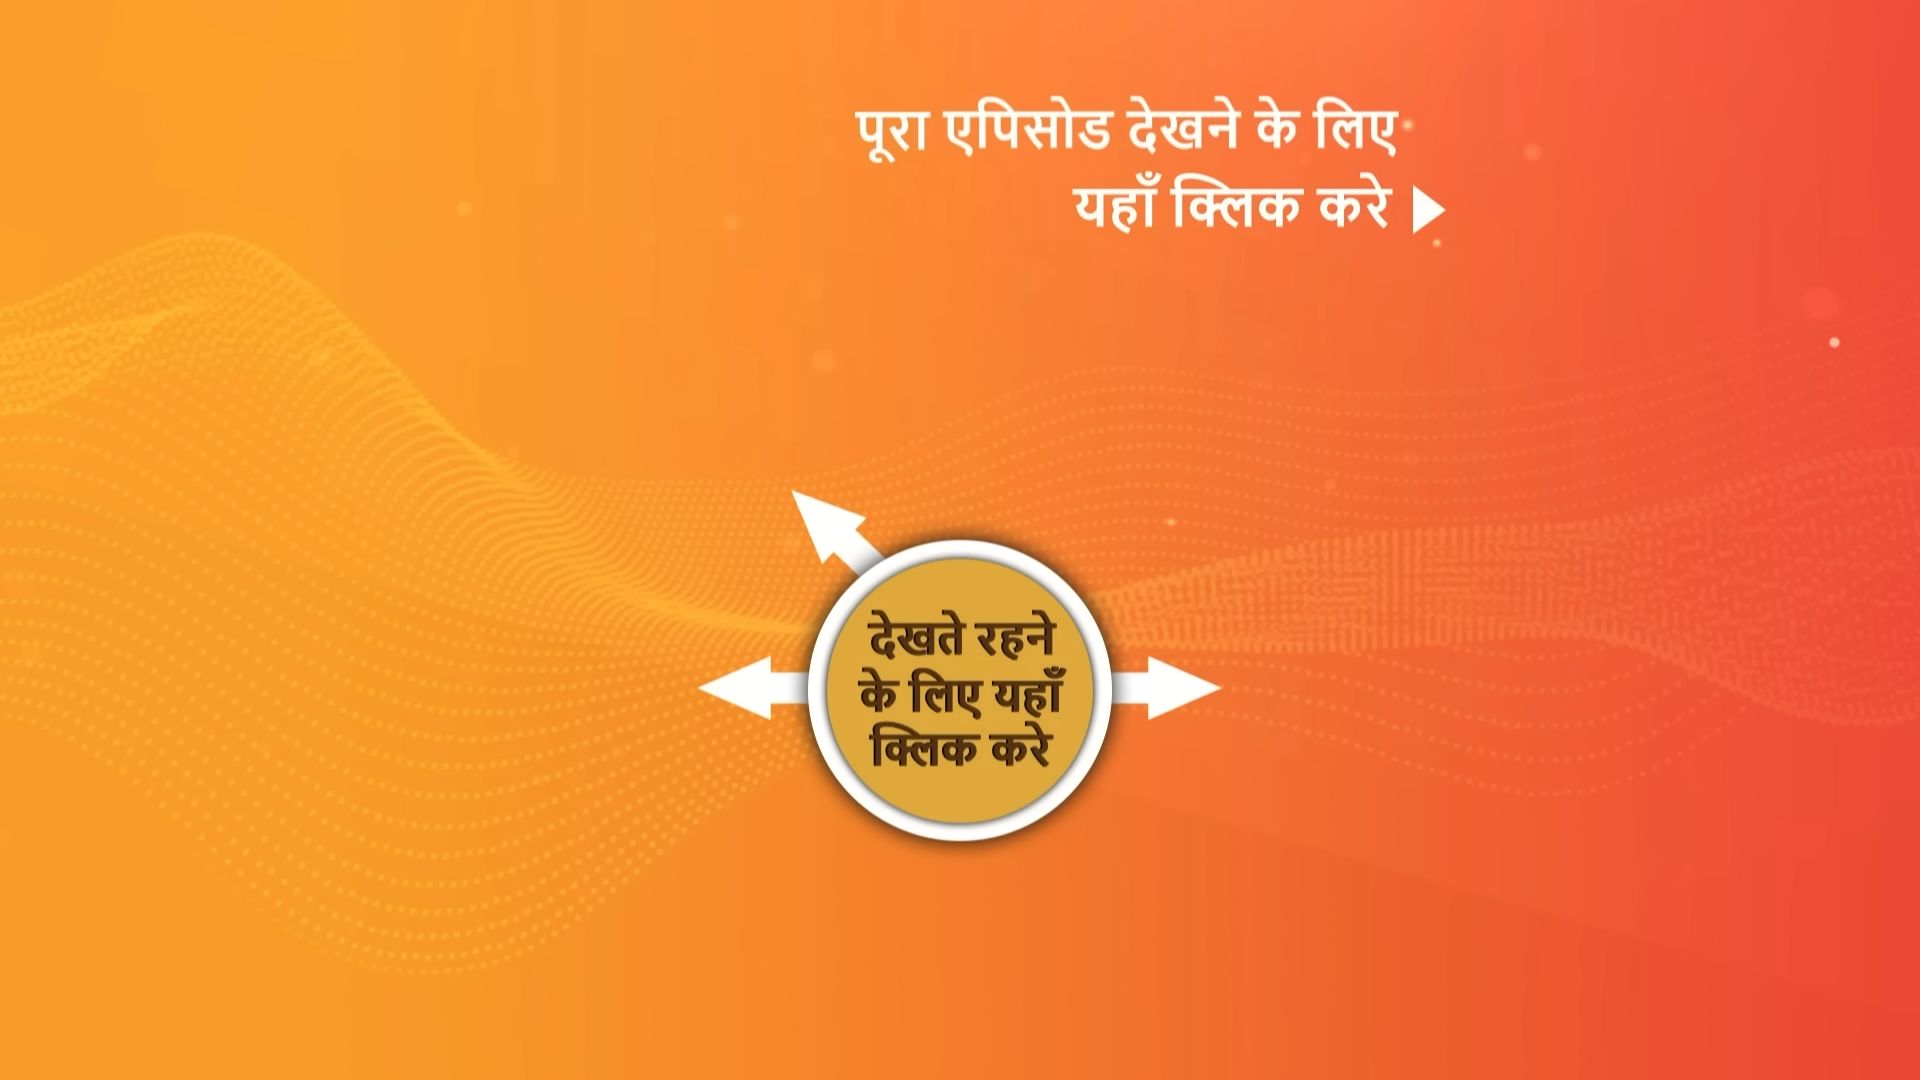 पूरा एपिसोड देखने के लिए
यहाँ क्लिक करे
देखते रहने
के लिए यहाँ
क्लिक करे